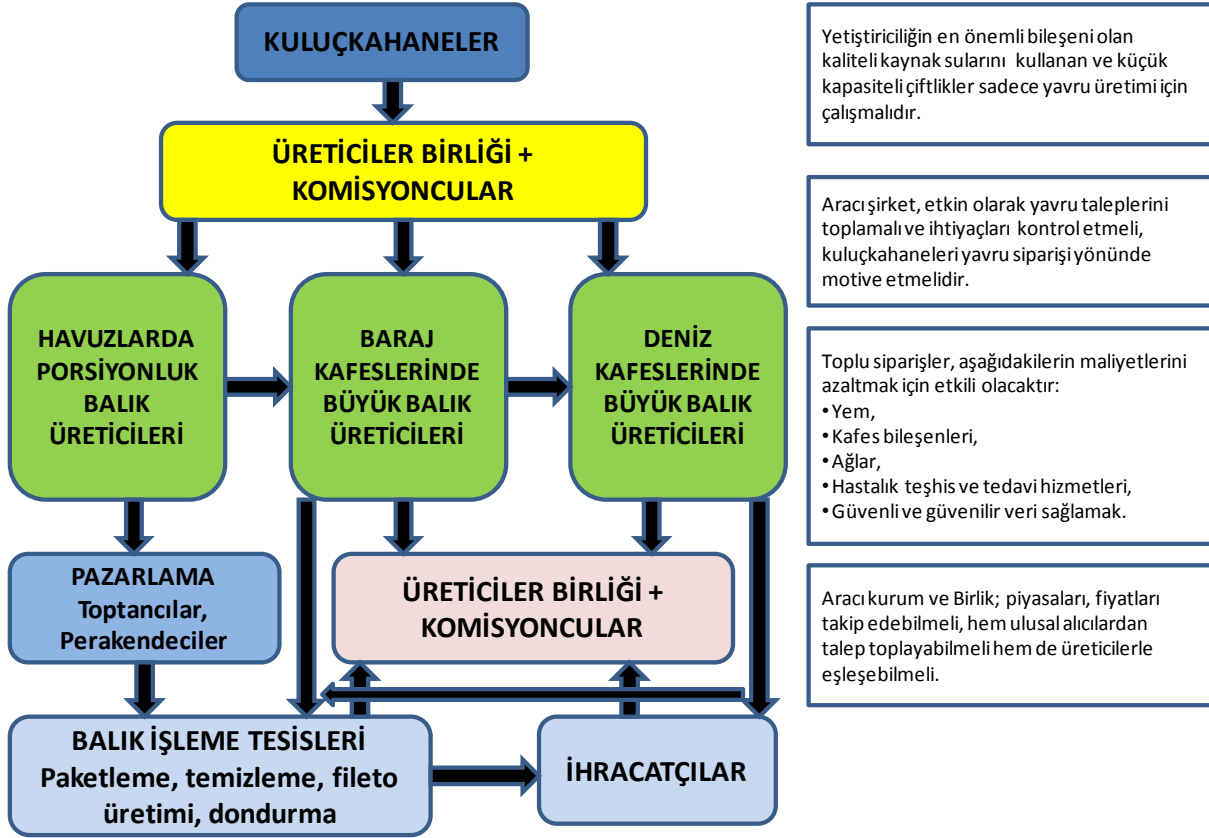 KULUÇKAHANELER
ÜRETİCİLER BİRLİĞİ +
KOMİSYONCULAR
HAVUZLARDA
PORSİYONLUK
BALIK
ÜRETİCİLERİ
BARAJ
KAFESLERİNDE
BÜYÜK BALIK
ÜRETİCİLERİ
DENİZ
KAFESLERİNDE
BÜYÜK BALIK
ÜRETİCİLERİ
PAZARLAMA
Toptancılar,
Perakendeciler
ÜRETİCİLER BİRLİĞİ +
KOMİSYONCULAR
BALIK İŞLEME TESİSLERİ
Paketleme, temizleme, fileto
üretimi, dondurma
İHRACATÇILAR
Yetiştiriciliğin en önemli bileşeni olan
kaliteli kaynak sularını kullanan ve küçük
kapasiteli çiftlikler sadece yavru üretimi için
çalışmalıdır.
Aracı şirket, etkin olarak yavru taleplerini
toplamalı ve ihtiyaçları kontrol etmeli,
kuluçkahaneleri yavru siparişi yönünde
motive etmelidir.
Toplu siparişler, aşağıdakilerin maliyetlerini
azaltmak için etkili olacaktır:
• Yem,
• Kafes bileşenleri,
• Ağlar,
• Hastalık teşhis ve tedavi hizmetleri,
• Güvenli ve güvenilir veri sağlamak.
Aracı kurum ve Birlik; piyasaları, fiyatları
takip edebilmeli, hem ulusal alıcılardan
talep toplayabilmeli hem de üreticilerle
eşleşebilmeli.